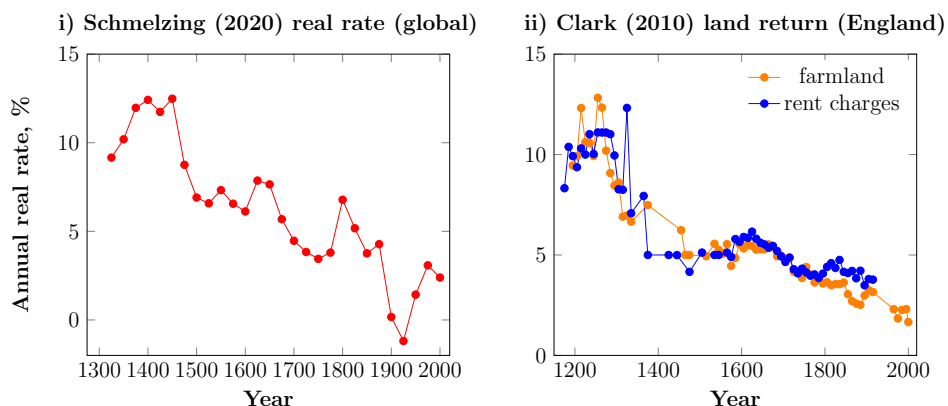 i) Schmelzing (2020) real rate (global)
15
10
5
0
1300 1400 1500 1600 1700 1800 1900 2000
Year
Annual real rate, %
ii) Clark (2010) land return (England)
farmland
rent charges
15
10
5
0
1200 1400 1600 1800 2000
Year